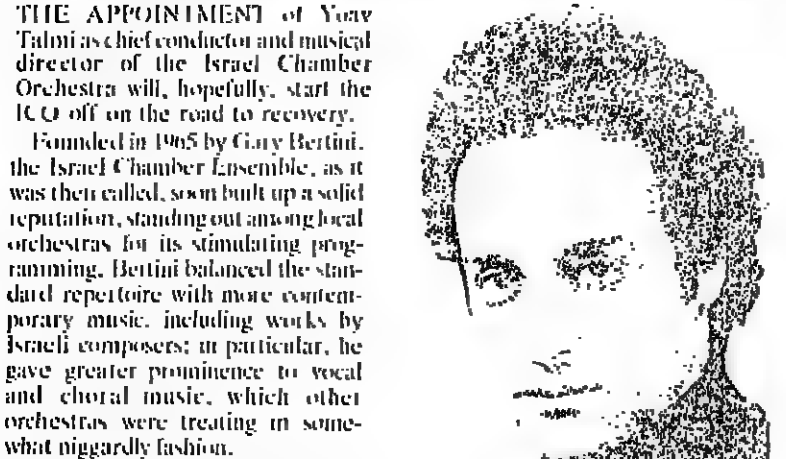 THE APPOINTMENT of Yoav
Talmi as chief conductor and musical
director of the Israel Chamber
Orchestra will, hopefully, start the
ICO off on the road to recovery.
Founded in 1965 by Gary Bertini,
the Israel Chamber Ensemble, as it
was then called, soon built up a solid
reputation, standing out among local
orchestras for its stimulating prog-
ramming. Bertini balanced the stan-
dard repertoire with more contem-
porary music, including works by
Israeli composers; in particular, he
gave greater prominence to vocal
and choral music, which other
orchestras were treating in some-
what niggardly fashion.